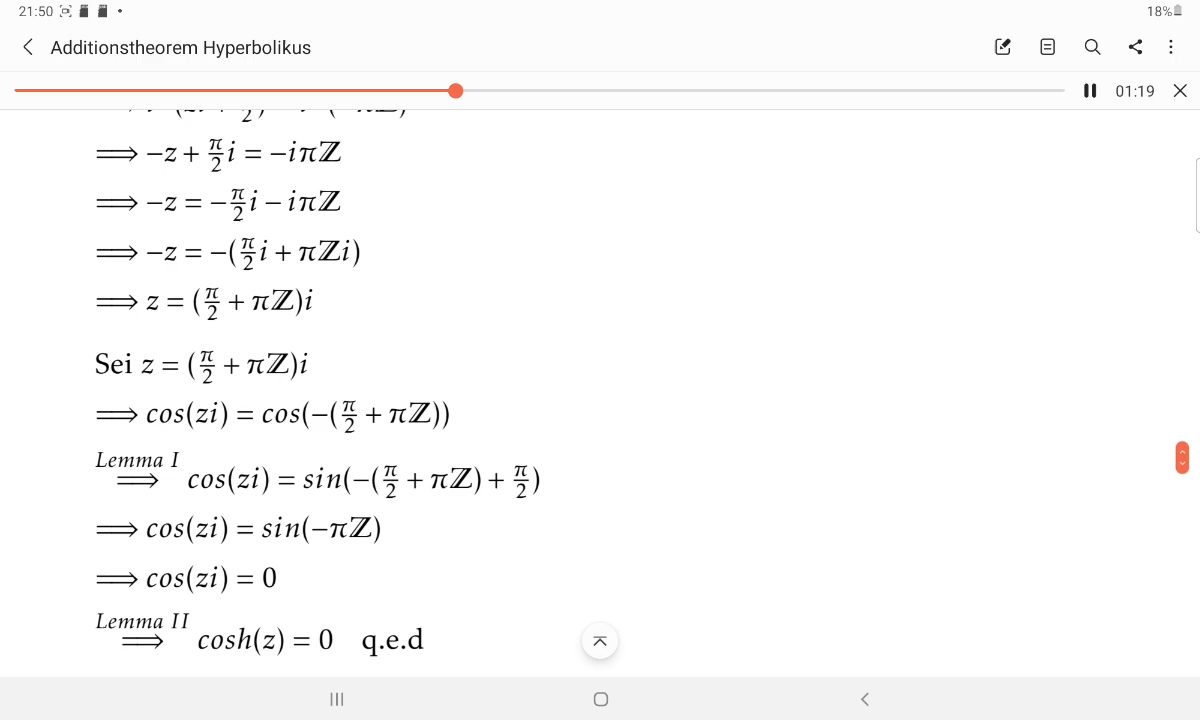 21:50
18%
Additionstheorem Hyperbolikus
01:19
⟹ −z + π/2 i = −iπℤ
⟹ −z = −π/2 i − iπℤ
⟹ −z = −(π/2 i + πℤi)
⟹ z = (π/2 + πℤ)i
Sei z = (π/2 + πℤ)i
⟹ cos(zi) = cos(−(π/2 + πℤ))
Lemma I
⟹ cos(zi) = sin(−(π/2 + πℤ) + π/2)
⟹ cos(zi) = sin(−πℤ)
⟹ cos(zi) = 0
Lemma II
⟹ cosh(z) = 0 q.e.d